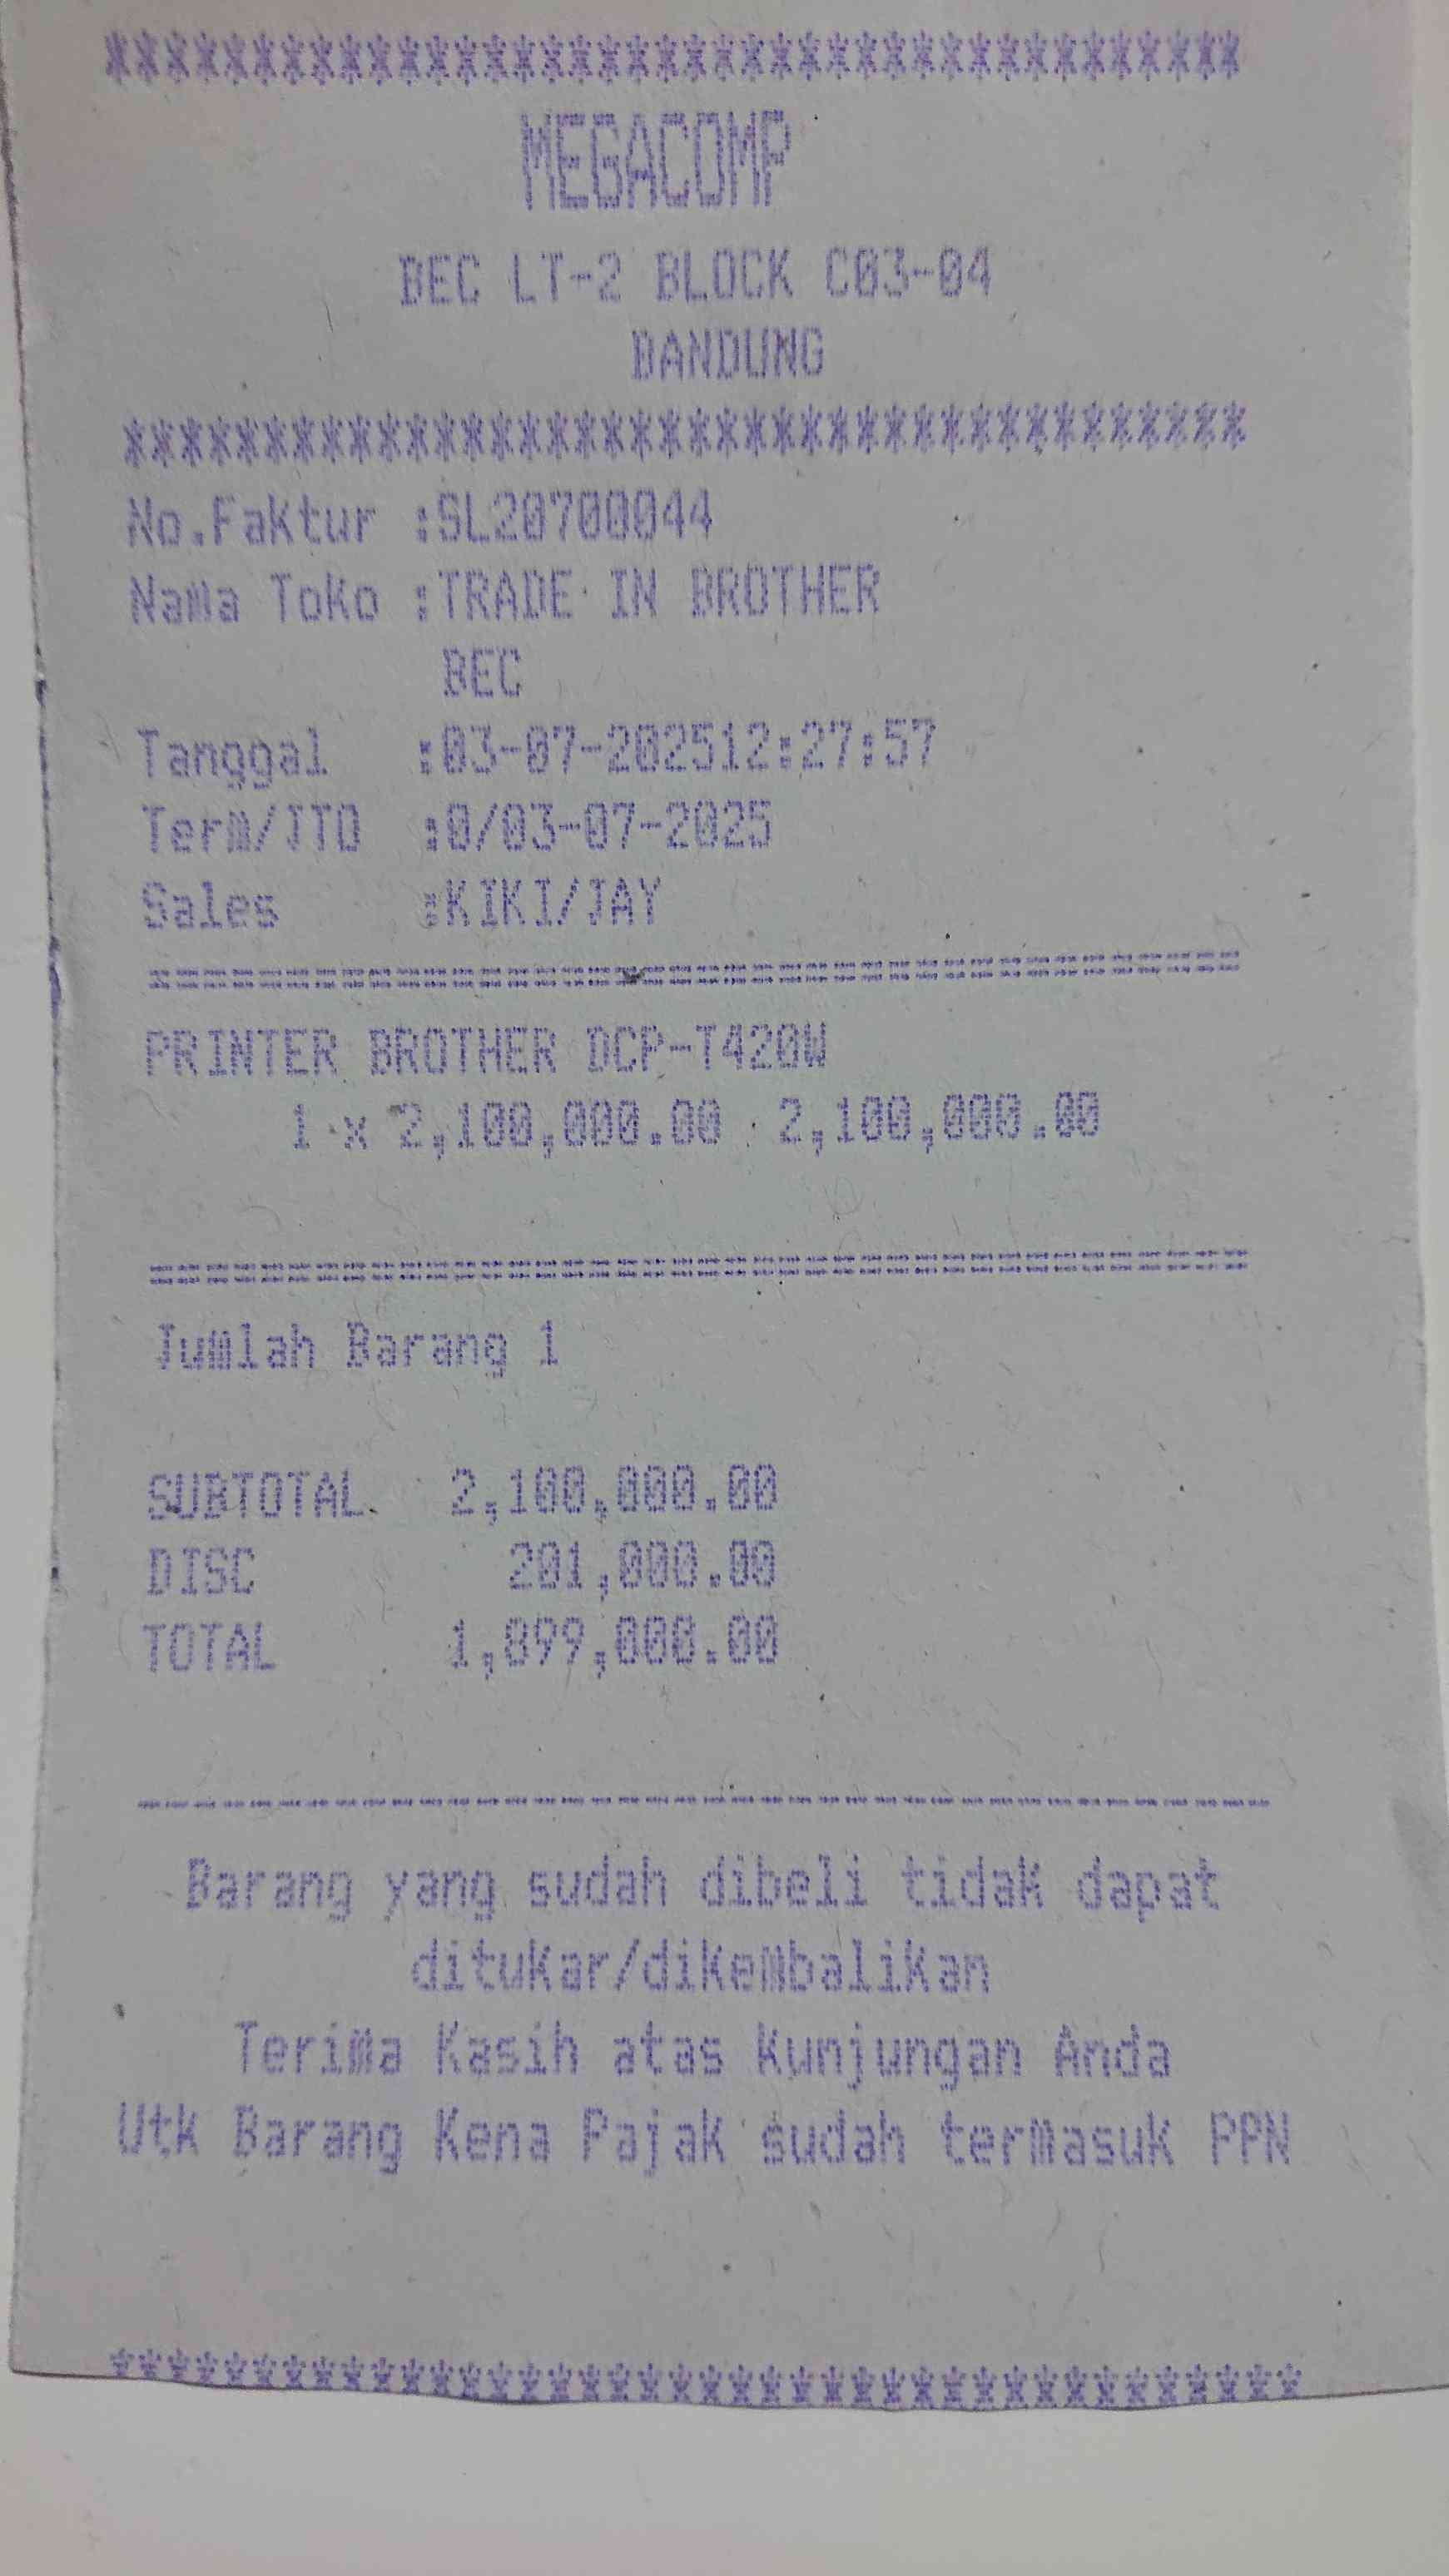 ****************************************
MEGACOMP
BEC LT-2 BLOCK C03-04
BANDUNG
****************************************
No.Faktur :SL20700044
Nama Toko :TRADE IN BROTHER
BEC
Tanggal :03-07-202512:27:57
Term/JTO :0/03-07-2025
Sales :KIKI/JAY
========================================
PRINTER BROTHER DCP-T420W
1 x 2,100,000.00 2,100,000.00
========================================
Jumlah Barang 1
SUBTOTAL 2,100,000.00
DISC 201,000.00
TOTAL 1,899,000.00
----------------------------------------
Barang yang sudah dibeli tidak dapat
ditukar/dikembalikan
Terima Kasih atas Kunjungan Anda
Utk Barang Kena Pajak sudah termasuk PPN
****************************************